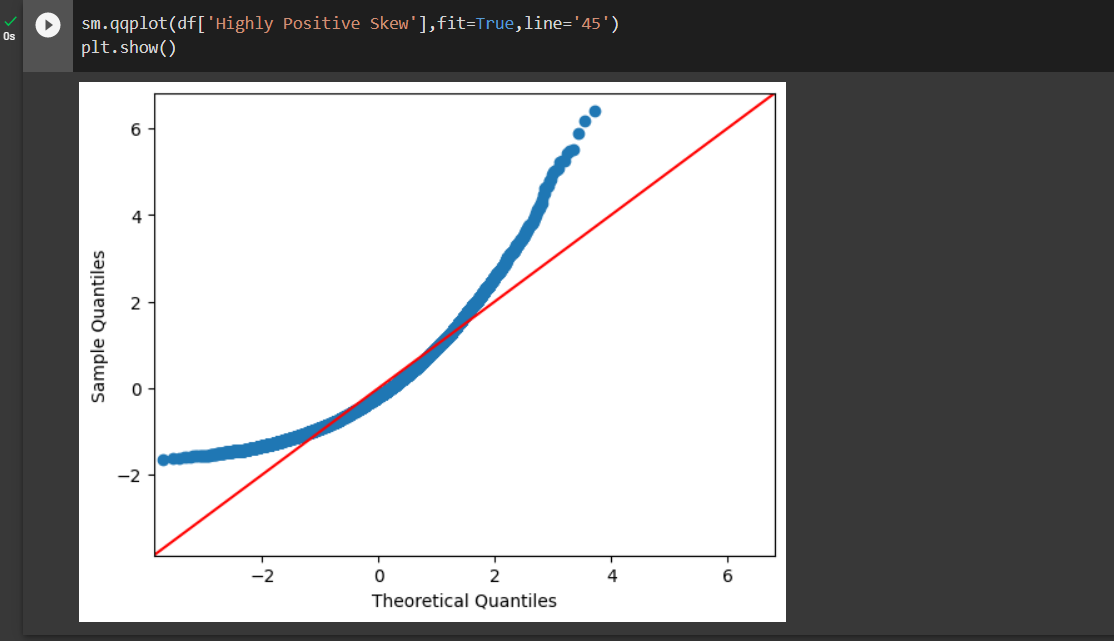 0s
sm.qqplot(df['Highly Positive Skew'],fit=True,line='45')
plt.show()
6
4
2
0
−2
Sample Quantiles
−2 0 2 4 6
Theoretical Quantiles